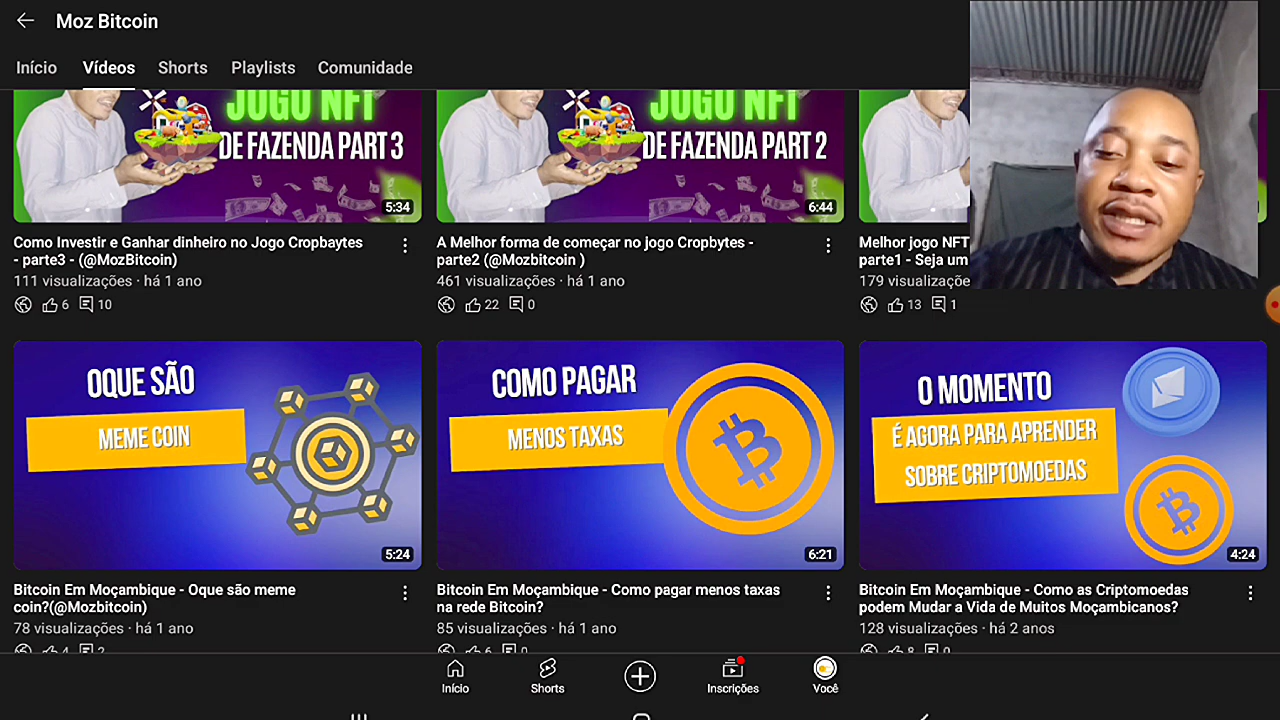 Moz Bitcoin
Início
Vídeos
Shorts
Playlists
Comunidade
JOGO NFT
DE FAZENDA PART 3
5:34
JOGO NFT
DE FAZENDA PART 2
6:44
Como Investir e Ganhar dinheiro no Jogo Cropbaytes
- parte3 - (@MozBitcoin)
111 visualizações · há 1 ano
6
10
A Melhor forma de começar no jogo Cropbytes -
parte2 (@Mozbitcoin )
461 visualizações · há 1 ano
22
0
Melhor jogo NFT
parte1 - Seja um
179 visualizaçõe
13
1
OQUE SÃO
MEME COIN
5:24
COMO PAGAR
MENOS TAXAS
6:21
O MOMENTO
É AGORA PARA APRENDER
SOBRE CRIPTOMOEDAS
4:24
Bitcoin Em Moçambique - Oque são meme
coin?(@Mozbitcoin)
78 visualizações · há 1 ano
4
2
Bitcoin Em Moçambique - Como pagar menos taxas
na rede Bitcoin?
85 visualizações · há 1 ano
6
0
Bitcoin Em Moçambique - Como as Criptomoedas
podem Mudar a Vida de Muitos Moçambicanos?
128 visualizações · há 2 anos
8
0
Início
Shorts
Inscrições
Você